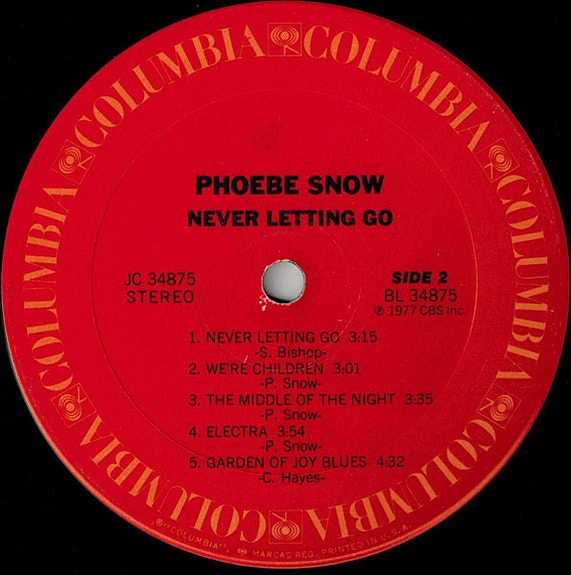 COLUMBIA COLUMBIA COLUMBIA COLUMBIA COLUMBIA COLUMBIA
PHOEBE SNOW
NEVER LETTING GO
JC 34875
STEREO
SIDE 2
BL 34875
℗ 1977 CBS Inc.
1. NEVER LETTING GO 3:15
-S. Bishop-
2. WE'RE CHILDREN 3:01
-P. Snow-
3. THE MIDDLE OF THE NIGHT 3:35
-P. Snow-
4. ELECTRA 3:54
-P. Snow-
5. GARDEN OF JOY BLUES 4:32
-C. Hayes-
®"COLUMBIA", MARCAS REG. PRINTED IN U.S.A.